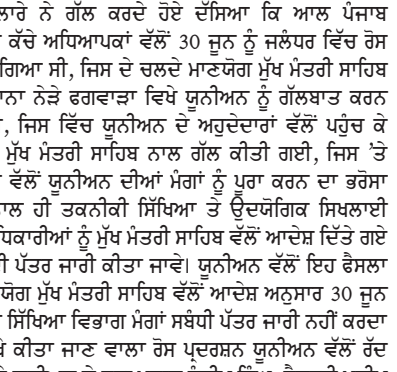 ਲਾਰੇ ਨੇ ਗੱਲ ਕਰਦੇ ਹੋਏ ਦੱਸਿਆ ਕਿ ਆਲ ਪੰਜਾਬ
ਕੱਚੇ ਅਧਿਆਪਕਾਂ ਵੱਲੋਂ 30 ਜੂਨ ਨੂੰ ਜਲੰਧਰ ਵਿੱਚ ਰੋਸ
ਗਿਆ ਸੀ, ਜਿਸ ਦੇ ਚਲਦੇ ਮਾਣਯੋਗ ਮੁੱਖ ਮੰਤਰੀ ਸਾਹਿਬ
ਨੇੜੇ ਫਗਵਾੜਾ ਵਿਖੇ ਯੂਨੀਅਨ ਨੂੰ ਗੱਲਬਾਤ ਕਰਨ
, ਜਿਸ ਵਿੱਚ ਯੂਨੀਅਨ ਦੇ ਅਹੁਦੇਦਾਰਾਂ ਵੱਲੋਂ ਪਹੁੰਚ ਕੇ
ਮੁੱਖ ਮੰਤਰੀ ਸਾਹਿਬ ਨਾਲ ਗੱਲ ਕੀਤੀ ਗਈ, ਜਿਸ ’ਤੇ
ਵੱਲੋਂ ਯੂਨੀਅਨ ਦੀਆਂ ਮੰਗਾਂ ਨੂੰ ਪੂਰਾ ਕਰਨ ਦਾ ਭਰੋਸਾ
ਨਾਲ ਹੀ ਤਕਨੀਕੀ ਸਿੱਖਿਆ ਤੇ ਉਦਯੋਗਿਕ ਸਿਖਲਾਈ
ਧਿਕਾਰੀਆਂ ਨੂੰ ਮੁੱਖ ਮੰਤਰੀ ਸਾਹਿਬ ਵੱਲੋਂ ਆਦੇਸ਼ ਦਿੱਤੇ ਗਏ
ਪੱਤਰ ਜਾਰੀ ਕੀਤਾ ਜਾਵੇ। ਯੂਨੀਅਨ ਵੱਲੋਂ ਇਹ ਫੈਸਲਾ
ਯੋਗ ਮੁੱਖ ਮੰਤਰੀ ਸਾਹਿਬ ਵੱਲੋਂ ਆਦੇਸ਼ ਅਨੁਸਾਰ 30 ਜੂਨ
ਸਿੱਖਿਆ ਵਿਭਾਗ ਮੰਗਾਂ ਸਬੰਧੀ ਪੱਤਰ ਜਾਰੀ ਨਹੀਂ ਕਰਦਾ
ਕੀਤਾ ਜਾਣ ਵਾਲਾ ਰੋਸ ਪ੍ਰਦਰਸ਼ਨ ਯੂਨੀਅਨ ਵੱਲੋਂ ਰੱਦ